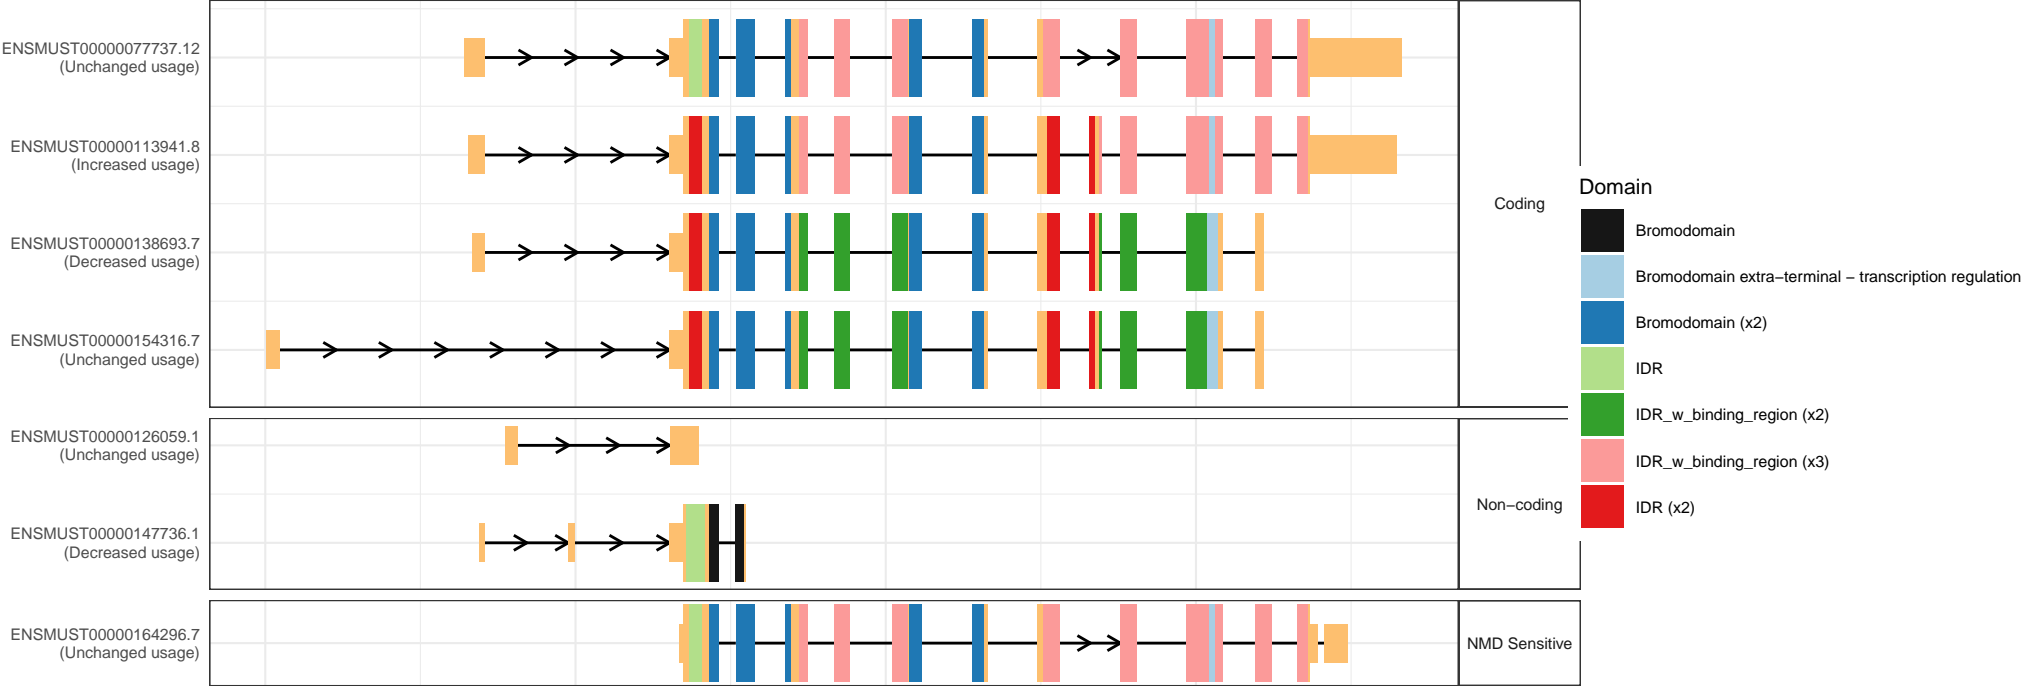 ENSMUST00000077737.12
(Unchanged usage)
ENSMUST00000113941.8
(Increased usage)
ENSMUST00000138693.7
(Decreased usage)
ENSMUST00000154316.7
(Unchanged usage)
Coding
ENSMUST00000126059.1
(Unchanged usage)
ENSMUST00000147736.1
(Decreased usage)
Non−coding
ENSMUST00000164296.7
(Unchanged usage)
NMD Sensitive
Domain
Bromodomain
Bromodomain extra−terminal − transcription regulation
Bromodomain (x2)
IDR
IDR_w_binding_region (x2)
IDR_w_binding_region (x3)
IDR (x2)